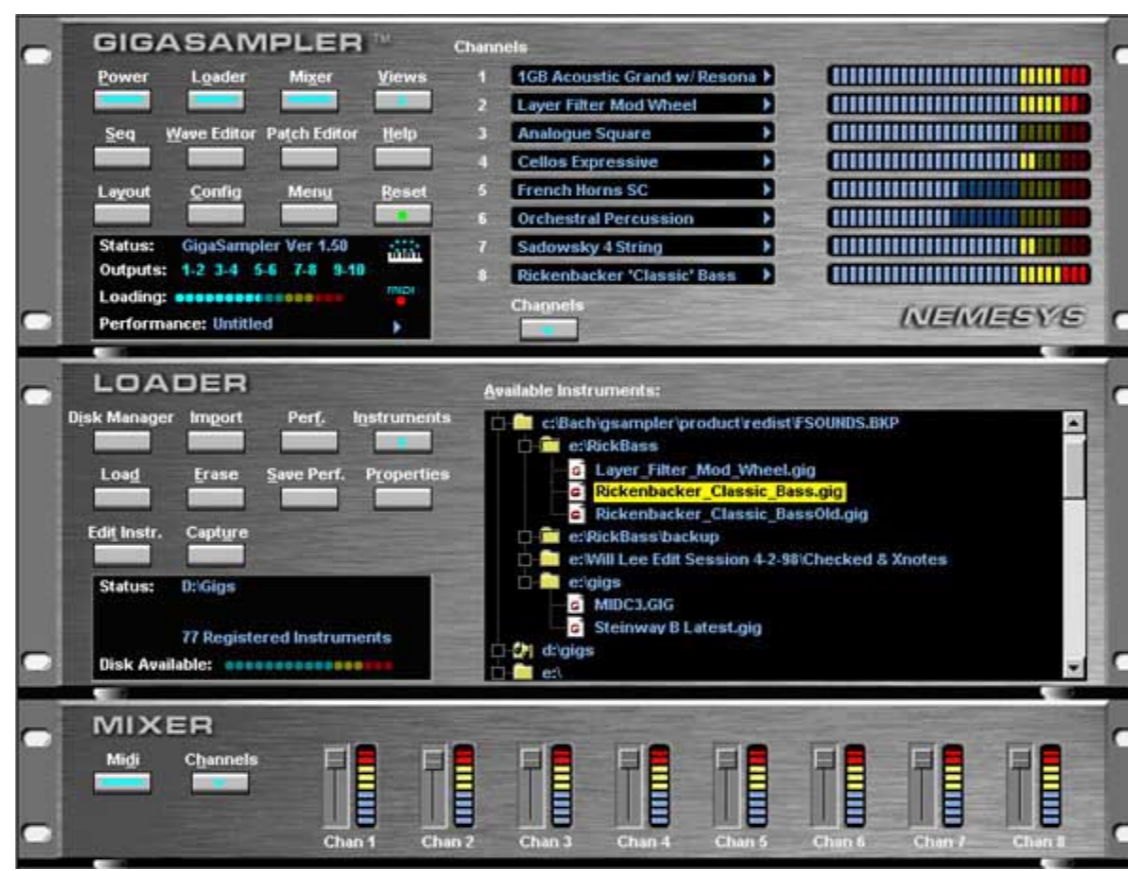 GIGASAMPLER TM
Channels
Power Loader Mixer Views
1 1GB Acoustic Grand w/ Resona
2 Layer Filter Mod Wheel
Seq Wave Editor Patch Editor Help
3 Analogue Square
4 Cellos Expressive
Layout Config Menu Reset
5 French Horns SC
6 Orchestral Percussion
Status: GigaSampler Ver 1.50
7 Sadowsky 4 String
Outputs: 1-2 3-4 5-6 7-8 9-10
8 Rickenbacker 'Classic' Bass
Loading: MIDI
Channels
Performance: Untitled
NEMESYS
LOADER
Available Instruments:
Disk Manager Import Perf. Instruments
c:\Bach\gsampler\product\redist\FSOUNDS.BKP
e:\RickBass
Load Erase Save Perf. Properties
Layer_Filter_Mod_Wheel.gig
Rickenbacker_Classic_Bass.gig
Rickenbacker_Classic_BassOld.gig
Edit Instr. Capture
e:\RickBass\backup
e:\Will Lee Edit Session 4-2-98\Checked & Xnotes
Status: D:\Gigs
e:\gigs
MIDC3.GIG
77 Registered Instruments
Steinway B Latest.gig
d:\gigs
Disk Available:
e:\
MIXER
Midi Channels
Chan 1 Chan 2 Chan 3 Chan 4 Chan 5 Chan 6 Chan 7 Chan 8